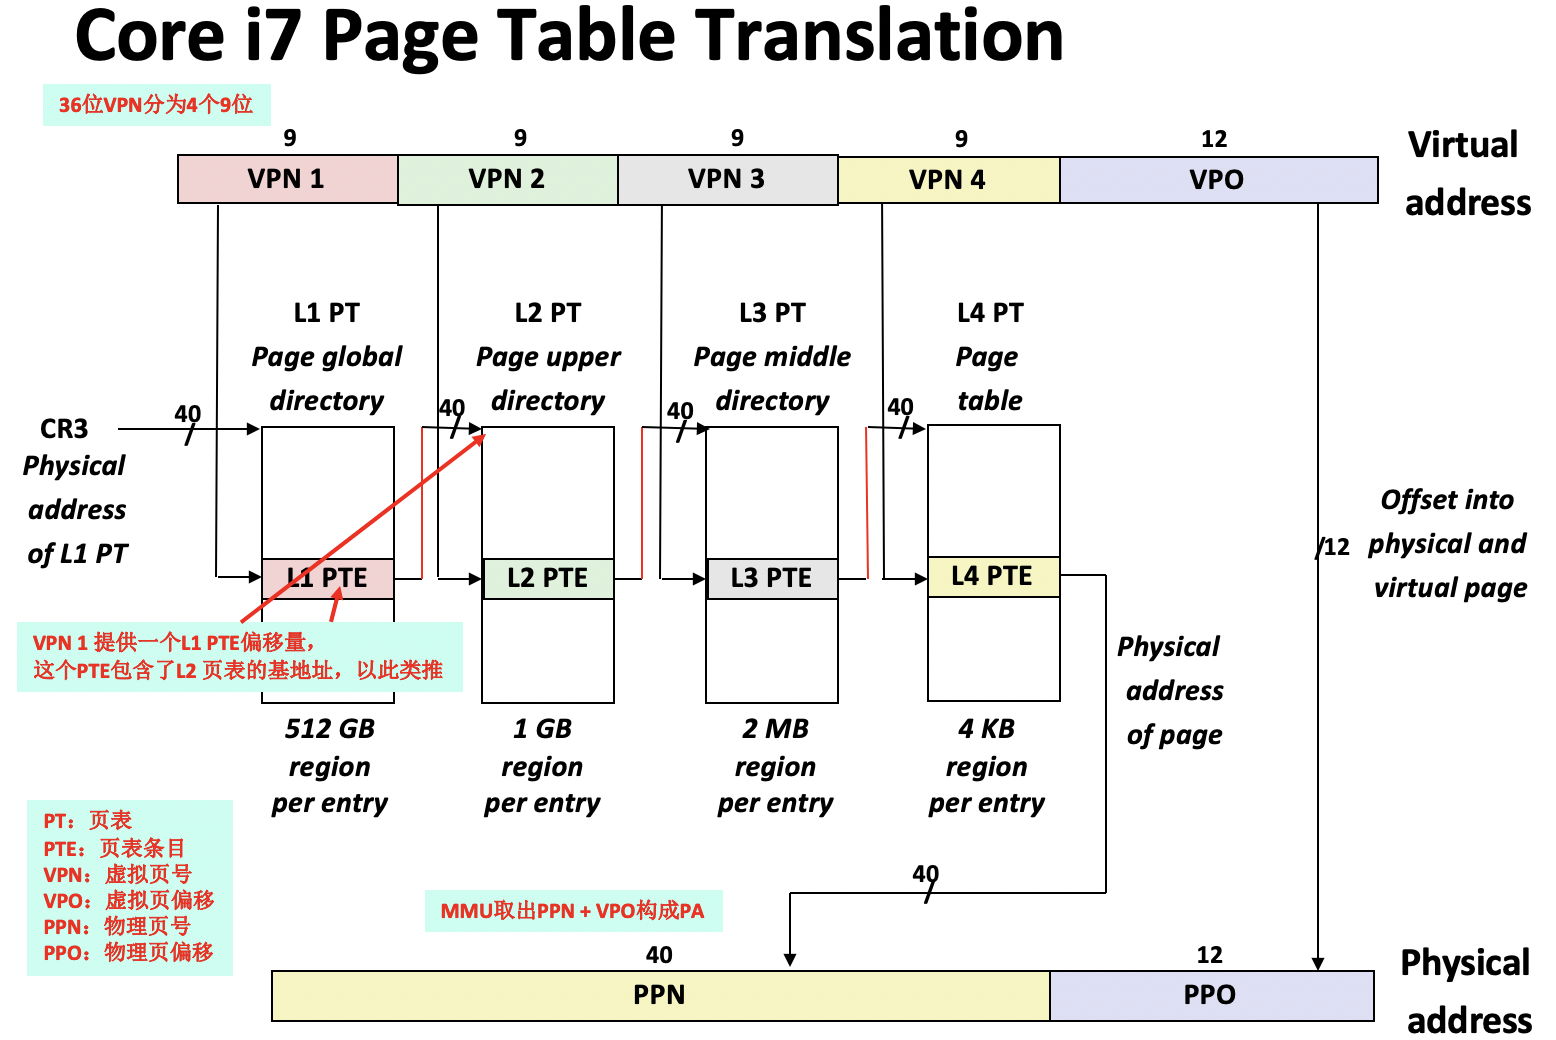 Core i7 Page Table Translation
36位VPN分为4个9位
9
9
9
9
12
VPN 1
VPN 2
VPN 3
VPN 4
VPO
Virtual
address
L1 PT
Page global
directory
L2 PT
Page upper
directory
L3 PT
Page middle
directory
L4 PT
Page
table
CR3
Physical
address
of L1 PT
40
40
40
40
L1 PTE
L2 PTE
L3 PTE
L4 PTE
Offset into
physical and
virtual page
12
VPN 1 提供一个L1 PTE偏移量，
这个PTE包含了L2 页表的基地址，以此类推
Physical
address
of page
512 GB
region
per entry
1 GB
region
per entry
2 MB
region
per entry
4 KB
region
per entry
PT：页表
PTE：页表条目
VPN：虚拟页号
VPO：虚拟页偏移
PPN：物理页号
PPO：物理页偏移
MMU取出PPN + VPO构成PA
40
40
12
PPN
PPO
Physical
address